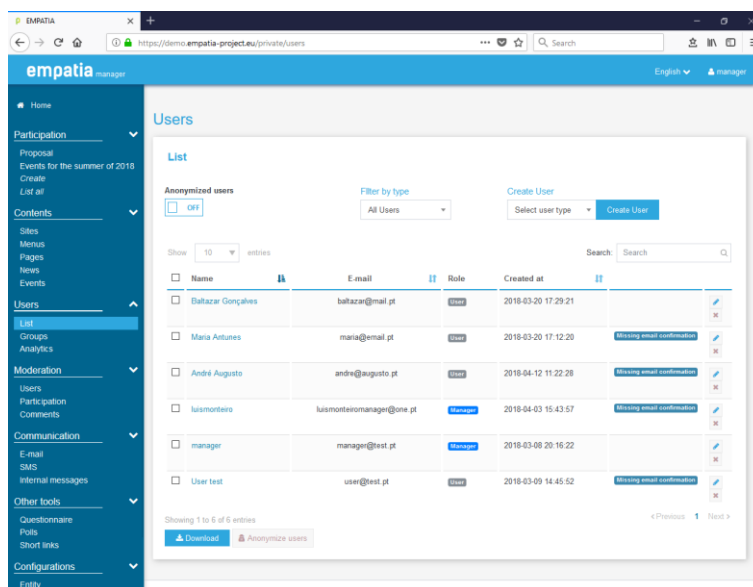 EMPATIA
https://demo.empatia-project.eu/private/users
Search
empatia manager
English
manager
Home
Participation
Proposal
Events for the summer of 2018
Create
List all
Contents
Sites
Menus
Pages
News
Events
Users
List
Groups
Analytics
Moderation
Users
Participation
Comments
Communication
E-mail
SMS
Internal messages
Other tools
Questionnaire
Polls
Short links
Configurations
Entity
Users
List
Anonymized users
OFF
Filter by type
All Users
Create User
Select user type
Create User
Show 10 entries
Search: Search
Name E-mail Role Created at
Baltazar Gonçalves baltazar@mail.pt User 2018-03-20 17:29:21
Maria Antunes maria@email.pt User 2018-03-20 17:12:20 Missing email confirmation
André Augusto andre@augusto.pt User 2018-04-12 11:22:28 Missing email confirmation
luismonteiro luismonteiromanager@one.pt Manager 2018-04-03 15:43:57 Missing email confirmation
manager manager@test.pt Manager 2018-03-08 20:16:22
User test user@test.pt User 2018-03-09 14:45:52 Missing email confirmation
Showing 1 to 6 of 6 entries
< Previous 1 Next >
Download
Anonymize users